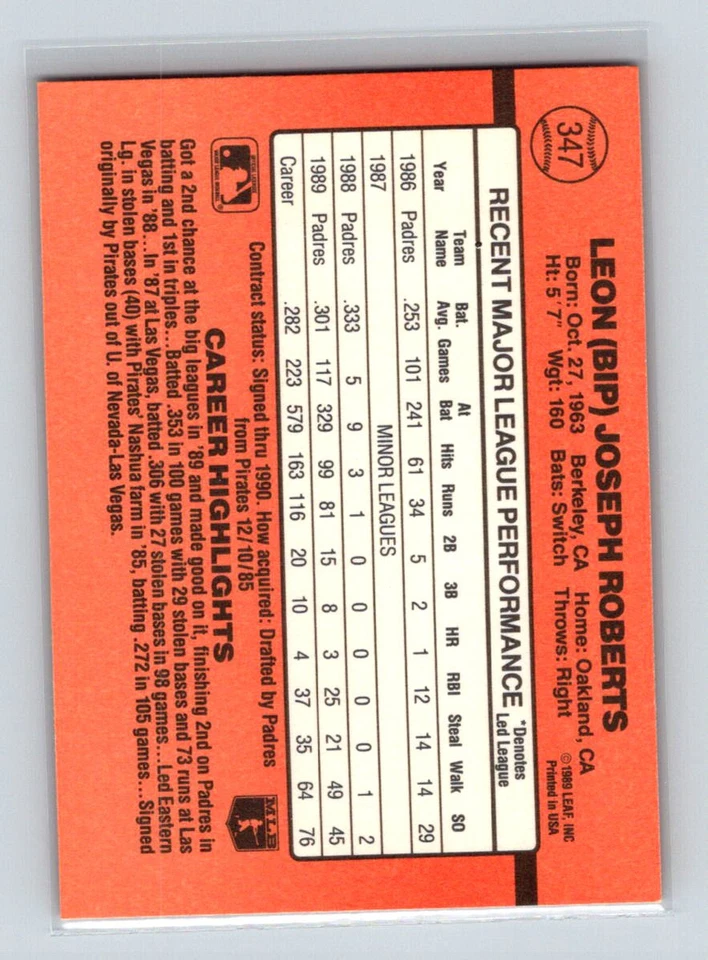 347
LEON (BIP) JOSEPH ROBERTS
Born: Oct. 27, 1963 Berkeley, CA Home: Oakland, CA
Ht: 5' 7" Wgt: 160 Bats: Switch Throws: Right
©1989 LEAF, INC
Printed in USA
RECENT MAJOR LEAGUE PERFORMANCE
*Denotes
Led League
Year Team Name Bat. Avg. Games At Bat Hits Runs 2B 3B HR RBI Steal Walk SO
1986 Padres .253 101 241 61 34 5 2 1 12 14 14 29
1987 MINOR LEAGUES
1988 Padres .333 5 9 3 1 0 0 0 0 0 1 2
1989 Padres .301 117 329 99 81 15 8 3 25 21 49 45
Career .282 223 579 163 116 20 10 4 37 35 64 76
Contract status: Signed thru 1990. How acquired: Drafted by Padres
from Pirates 12/10/85
MLB
CAREER HIGHLIGHTS
Got a 2nd chance at the big leagues in '89 and made good on it, finishing 2nd on Padres in
batting and 1st in triples...Batted .353 in 100 games with 29 stolen bases and 73 runs at Las
Vegas in '88...In '87 at Las Vegas, batted .306 with 27 stolen bases in 98 games...Led Eastern
Lg. in stolen bases (40) with Pirates' Nashua farm in '85, batting .272 in 105 games...Signed
originally by Pirates out of U. of Nevada-Las Vegas.